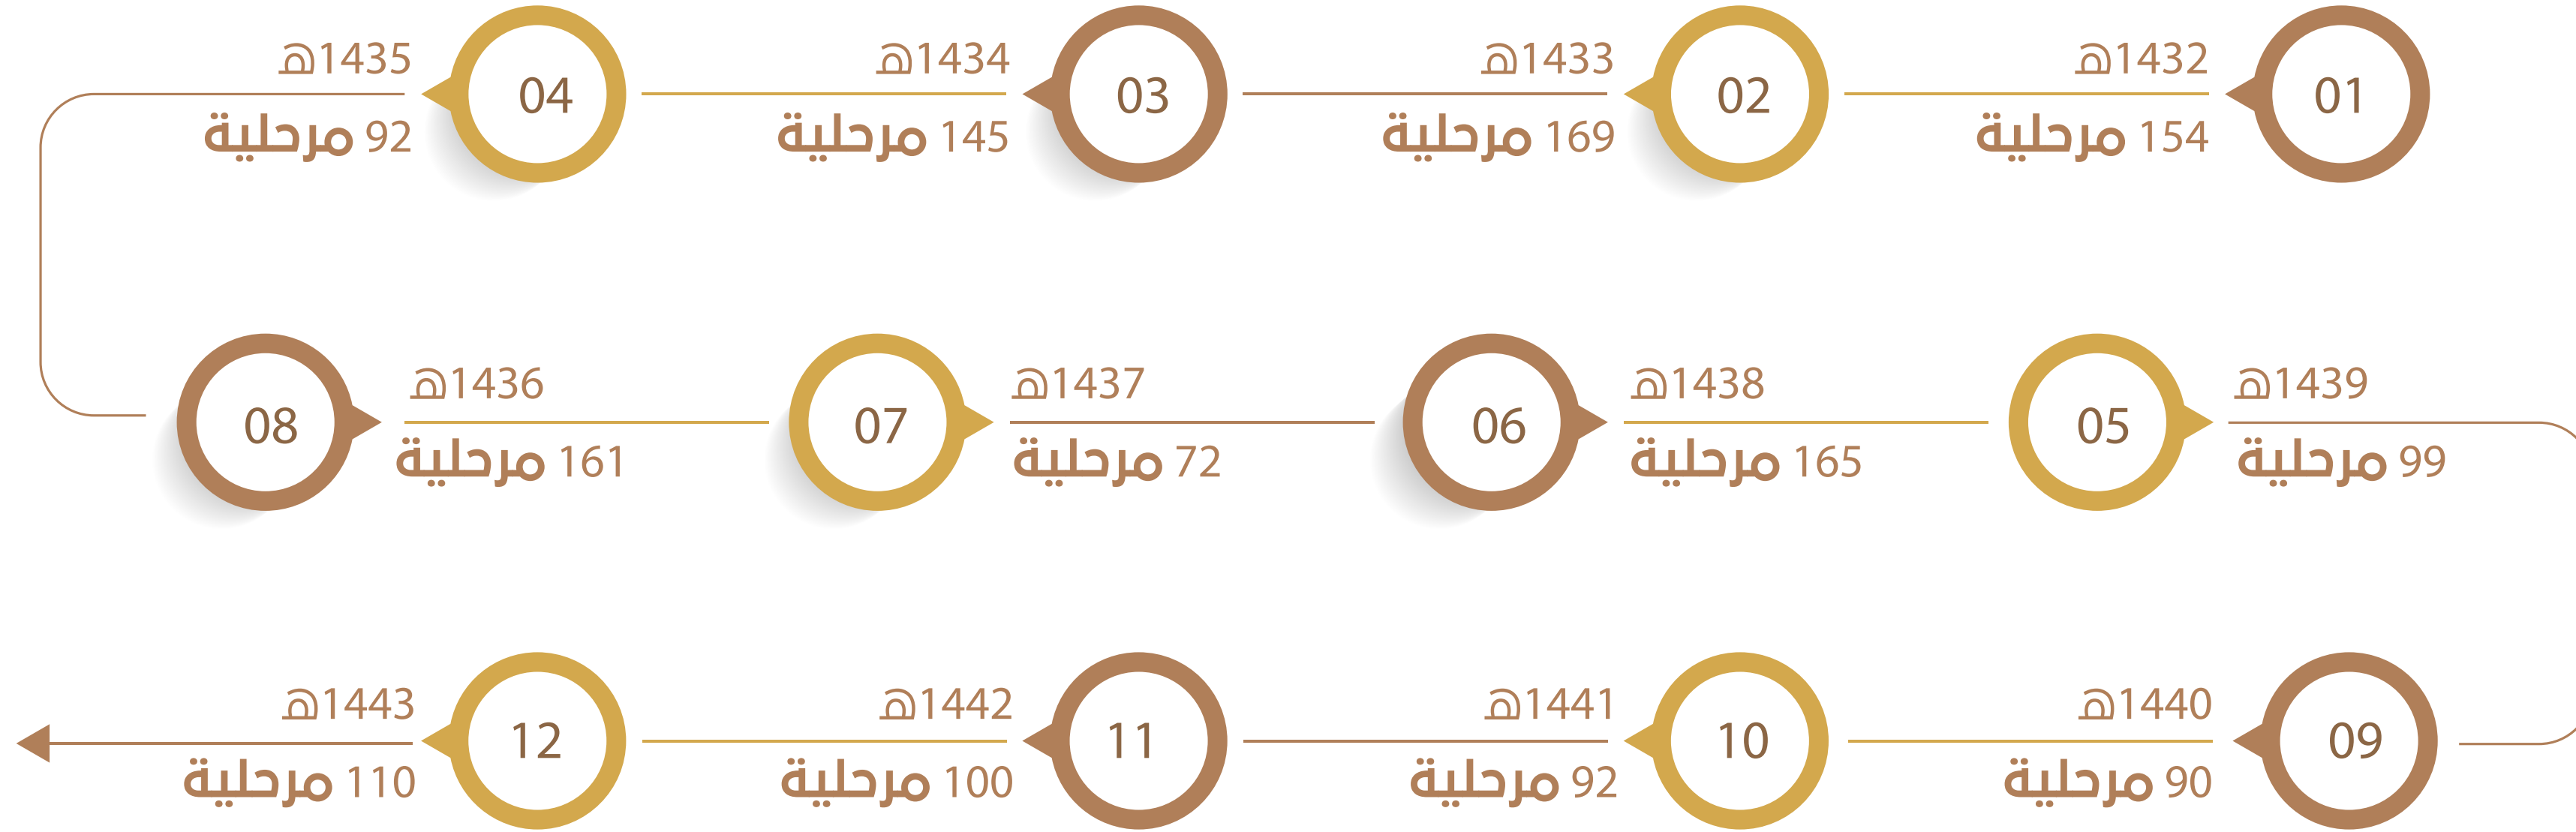 01
1432هـ
154 مرحلية
02
1433هـ
169 مرحلية
03
1434هـ
145 مرحلية
04
1435هـ
92 مرحلية
08
1436هـ
161 مرحلية
07
1437هـ
72 مرحلية
06
1438هـ
165 مرحلية
05
1439هـ
99 مرحلية
09
1440هـ
90 مرحلية
10
1441هـ
92 مرحلية
11
1442هـ
100 مرحلية
12
1443هـ
110 مرحلية